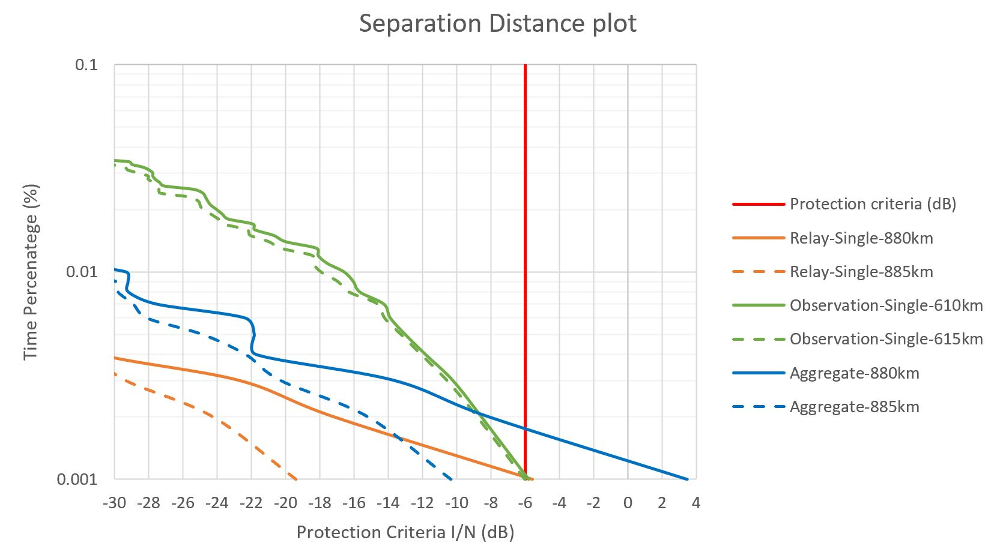 Separation Distance plot
0.1
0.01
0.001
Time Percenatege (%)
-30 -28 -26 -24 -22 -20 -18 -16 -14 -12 -10 -8 -6 -4 -2 0 2 4
Protection Criteria I/N (dB)
Protection criteria (dB)
Relay-Single-880km
Relay-Single-885km
Observation-Single-610km
Observation-Single-615km
Aggregate-880km
Aggregate-885km